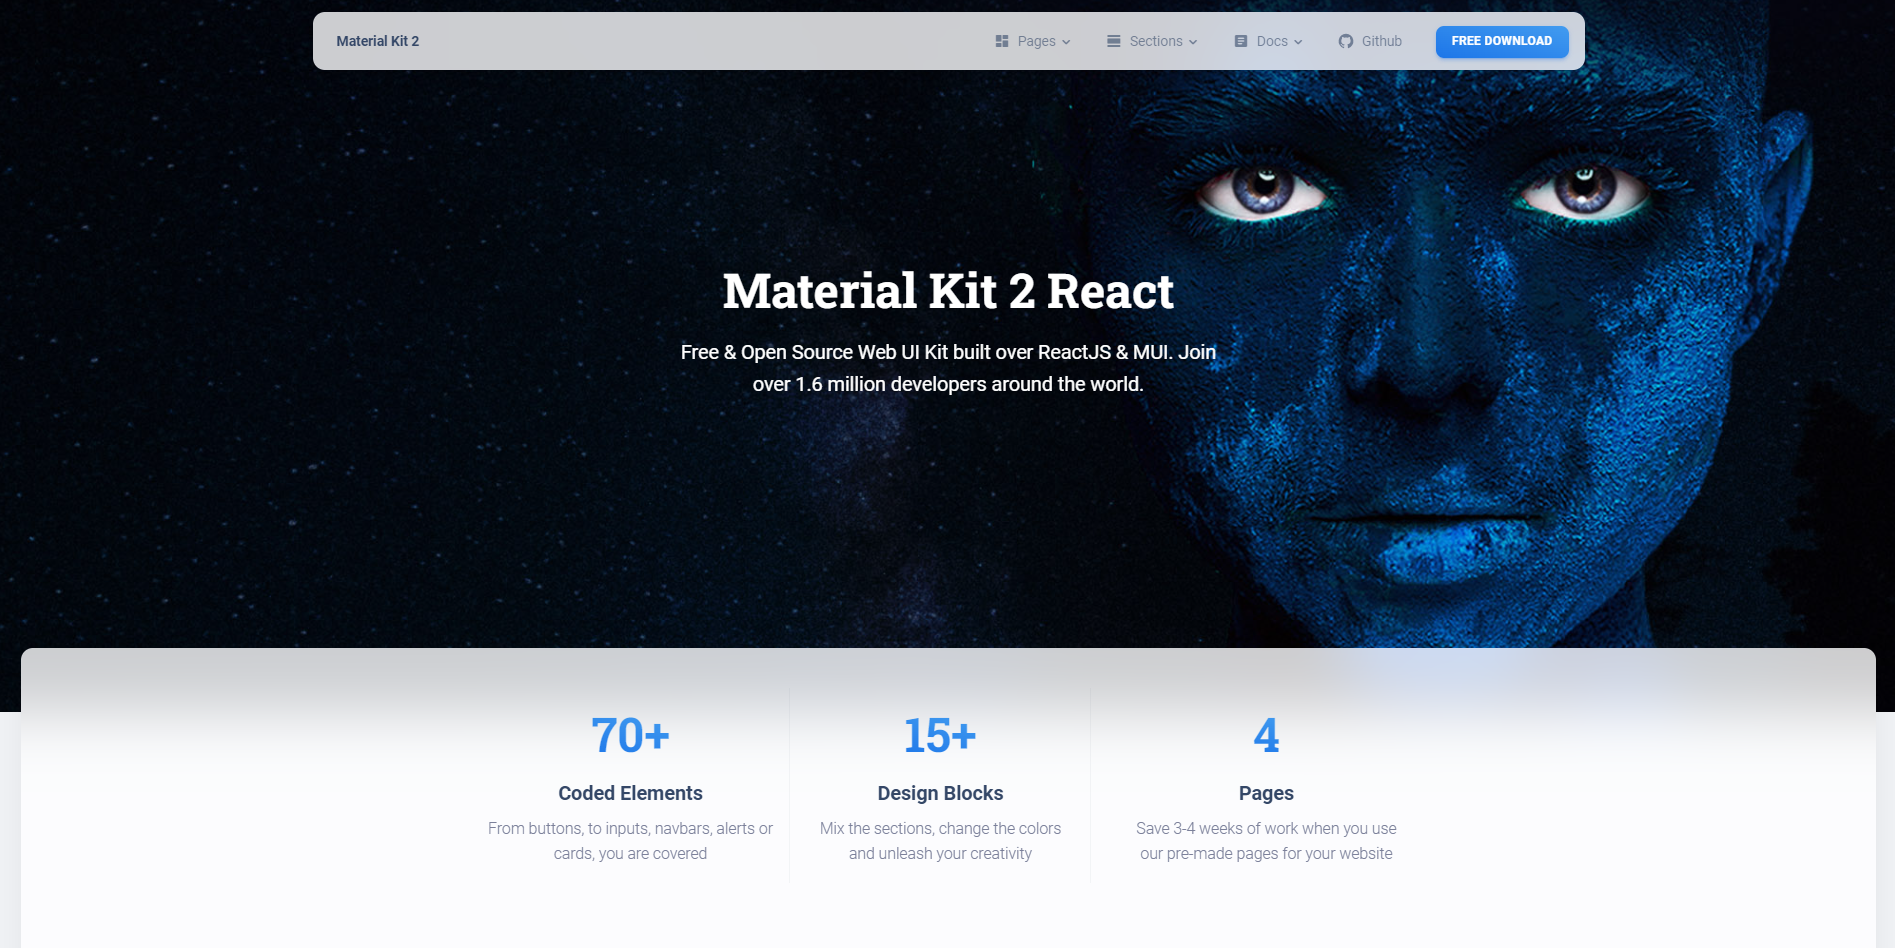 Material Kit 2
Pages
Sections
Docs
Github
FREE DOWNLOAD
Material Kit 2 React
Free & Open Source Web UI Kit built over ReactJS & MUI. Join
over 1.6 million developers around the world.
70+
Coded Elements
From buttons, to inputs, navbars, alerts or
cards, you are covered
15+
Design Blocks
Mix the sections, change the colors
and unleash your creativity
4
Pages
Save 3-4 weeks of work when you use
our pre-made pages for your website